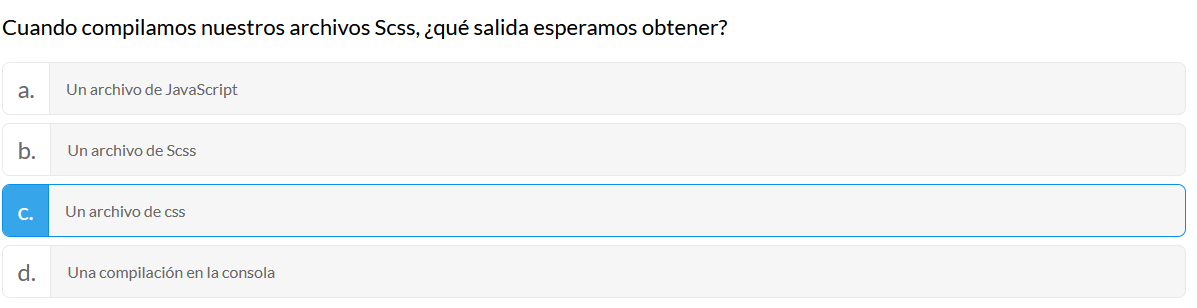 Cuando compilamos nuestros archivos Scss, ¿qué salida esperamos obtener?
a. Un archivo de JavaScript
b. Un archivo de Scss
c. Un archivo de css
d. Una compilación en la consola